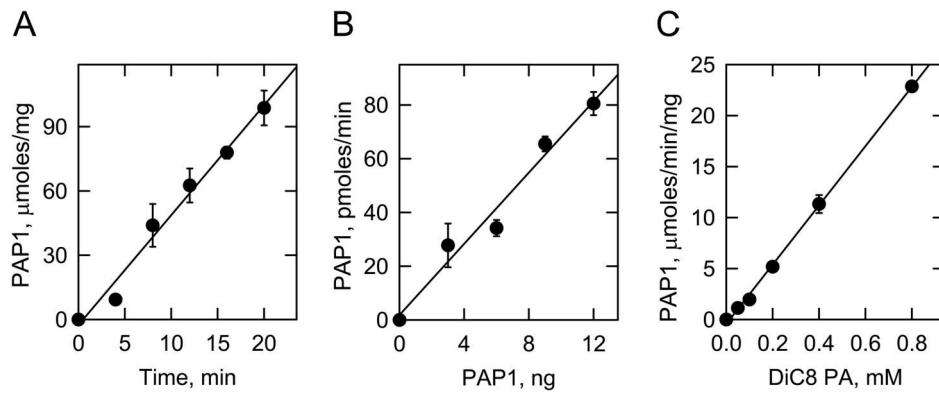 A
PAP1, μmoles/mg
90
60
30
0
0 5 10 15 20
Time, min
B
PAP1, pmoles/min
80
60
40
20
0
0 4 8 12
PAP1, ng
C
PAP1, μmoles/min/mg
25
20
15
10
5
0
0.0 0.2 0.4 0.6 0.8
DiC8 PA, mM